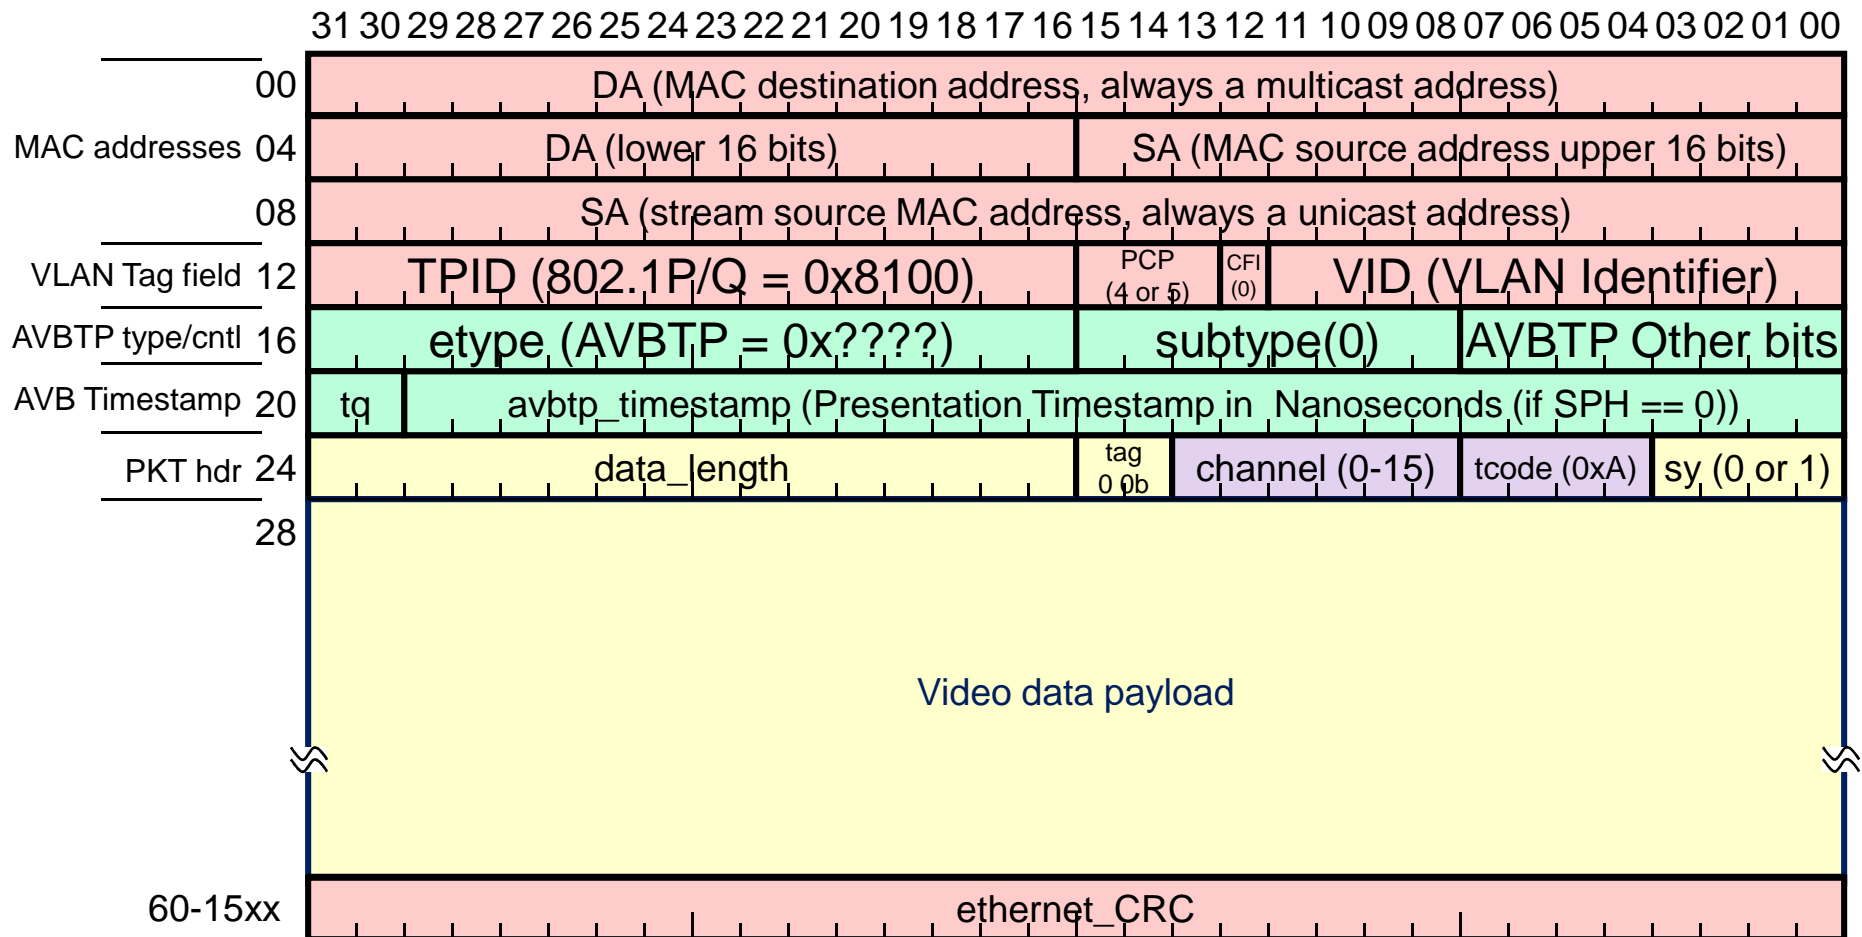 31 30 29 28 27 26 25 24 23 22 21 20 19 18 17 16 15 14 13 12 11 10 09 08 07 06 05 04 03 02 01 00
00 DA (MAC destination address, always a multicast address)
MAC addresses 04 DA (lower 16 bits) SA (MAC source address upper 16 bits)
08 SA (stream source MAC address, always a unicast address)
VLAN Tag field 12 TPID (802.1P/Q = 0x8100) PCP (4 or 5) CFI (0) VID (VLAN Identifier)
AVBTP type/cntl 16 etype (AVBTP = 0x????) subtype(0) AVBTP Other bits
AVB Timestamp 20 tq avbtp_timestamp (Presentation Timestamp in Nanoseconds (if SPH == 0))
PKT hdr 24 data_length tag 0 0b channel (0-15) tcode (0xA) sy (0 or 1)
28
Video data payload
60-15xx ethernet_CRC